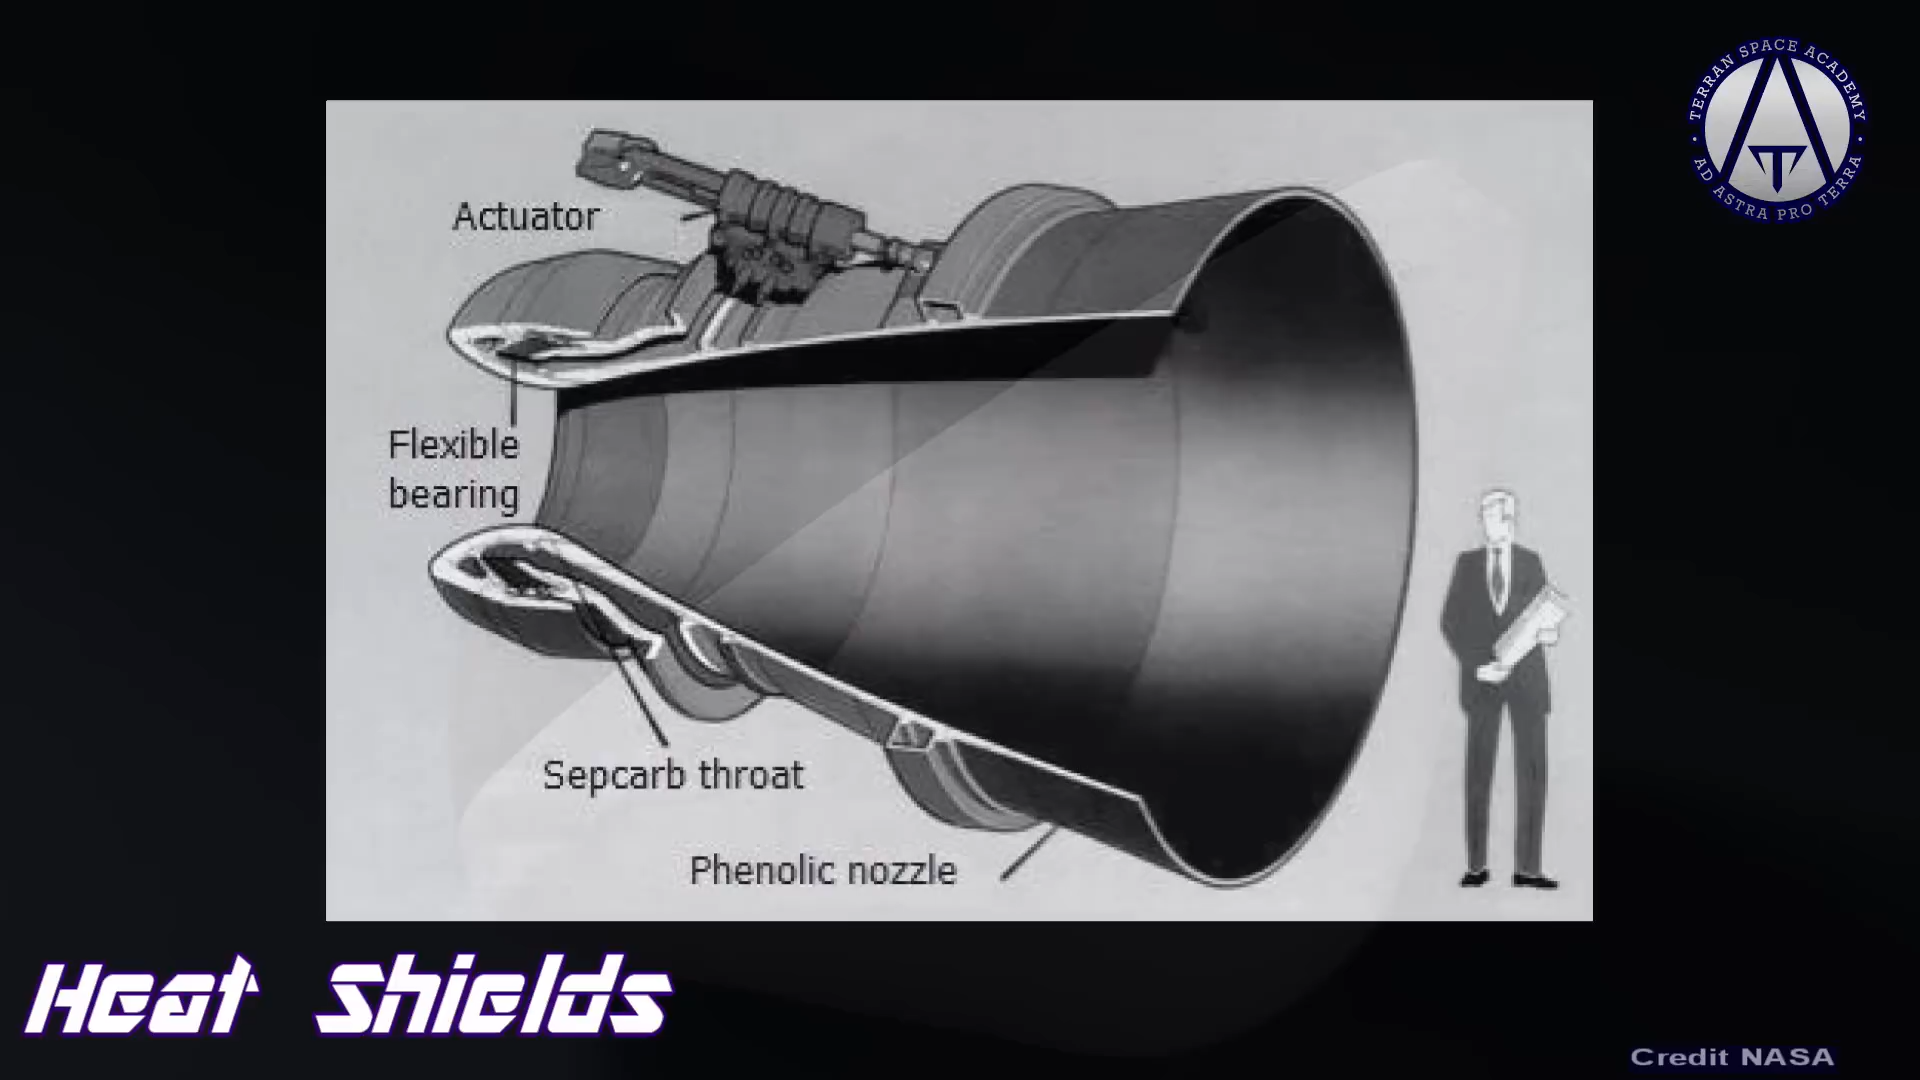 TERRAN SPACE ACADEMY
AD ASTRA PRO TERRA
Actuator
Flexible
bearing
Sepcarb throat
Phenolic nozzle
Heat Shields
Credit NASA